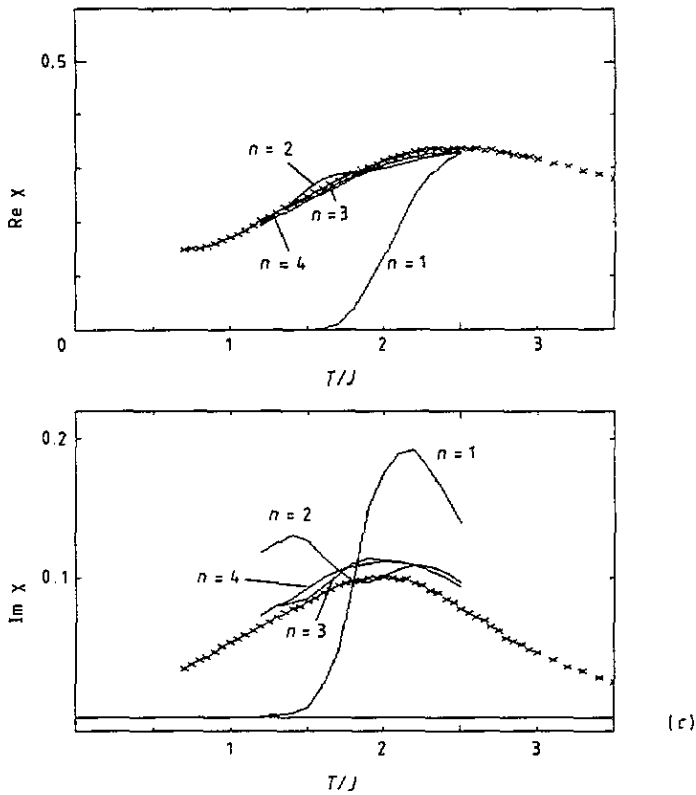 0.5
n = 2
Re χ
n = 3
n = 4
n = 1
0
1
2
3
T/J
0.2
n = 1
n = 2
0.1
n = 4
Im χ
n = 3
(c)
1
2
3
T/J